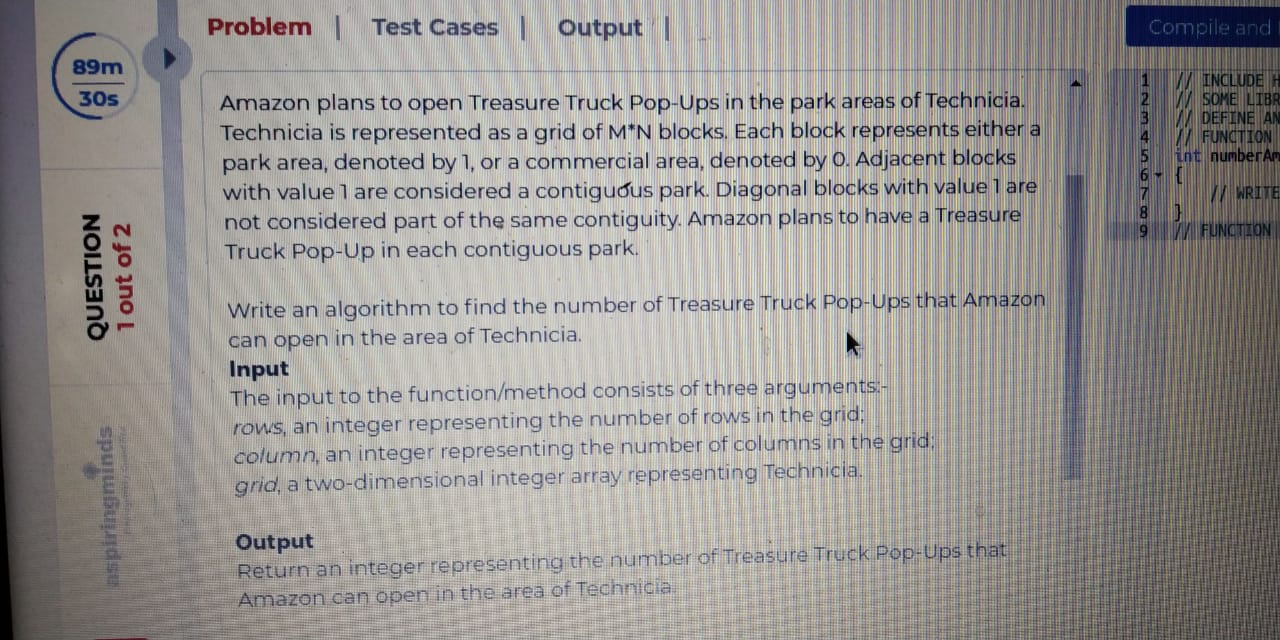 Problem | Test Cases | Output |
Compile and
89m
30s
QUESTION
1 out of 2
aspiringminds
Amazon plans to open Treasure Truck Pop-Ups in the park areas of Technicia.
Technicia is represented as a grid of M*N blocks. Each block represents either a
park area, denoted by 1, or a commercial area, denoted by 0. Adjacent blocks
with value 1 are considered a contiguous park. Diagonal blocks with value 1 are
not considered part of the same contiguity. Amazon plans to have a Treasure
Truck Pop-Up in each contiguous park.
Write an algorithm to find the number of Treasure Truck Pop-Ups that Amazon
can open in the area of Technicia.
Input
The input to the function/method consists of three arguments:-
rows, an integer representing the number of rows in the grid;
column, an integer representing the number of columns in the grid;
grid, a two-dimensional integer array representing Technicia.
Output
Return an integer representing the number of Treasure Truck Pop-Ups that
Amazon can open in the area of Technicia.
1 // INCLUDE H
2 // SOME LIBR
3 // DEFINE AN
4 // FUNCTION
5 int numberAm
6 {
7 // WRITE
8 }
9 // FUNCTION